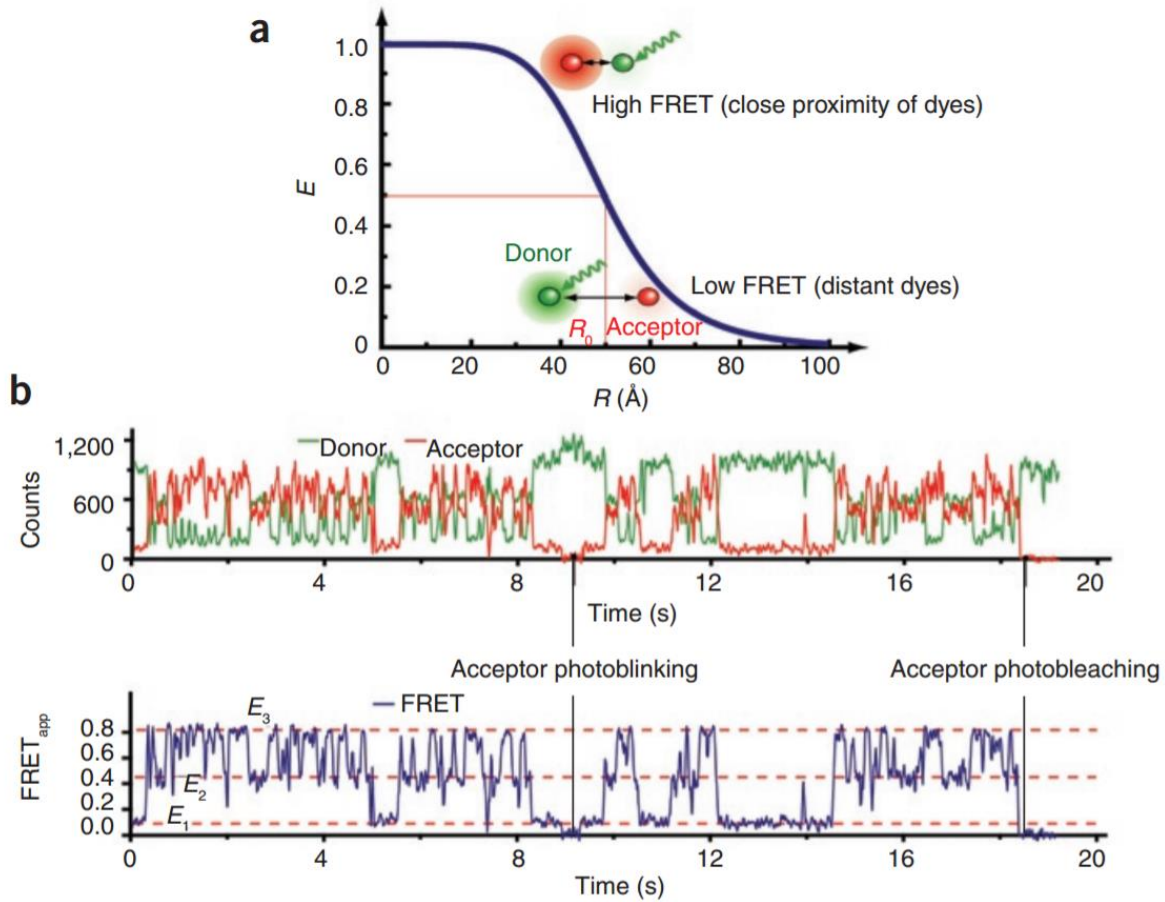 a
1.0
0.8
0.6
0.4
0.2
0
E
High FRET (close proximity of dyes)
Donor
Low FRET (distant dyes)
R0 Acceptor
0 20 40 60 80 100
R (Å)
b
1,200
600
0
Counts
Donor Acceptor
0 4 8 12 16 20
Time (s)
Acceptor photoblinking Acceptor photobleaching
FRETapp
FRET
0.8
0.6
0.4
0.2
0.0
E3
E2
E1
0 4 8 12 16 20
Time (s)